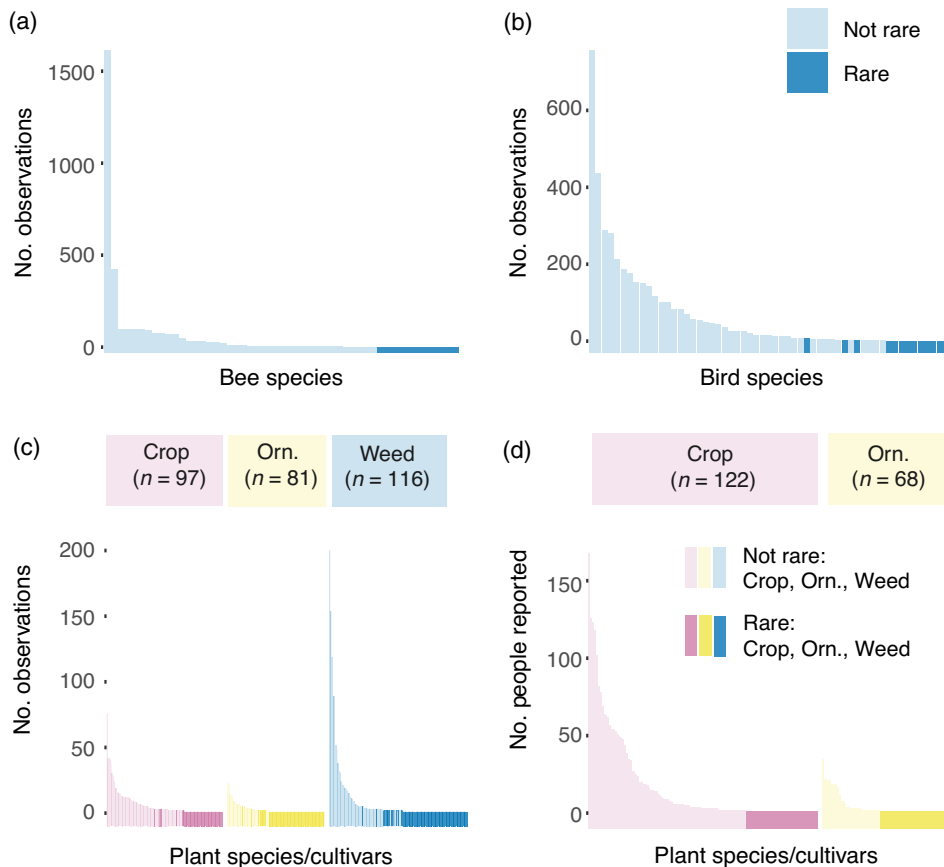 (a)
No. observations
1500
1000
500
0
Bee species
(b)
Not rare
Rare
No. observations
600
400
200
0
Bird species
(c)
Crop
(n = 97)
Orn.
(n = 81)
Weed
(n = 116)
No. observations
200
150
100
50
0
Plant species/cultivars
(d)
Crop
(n = 122)
Orn.
(n = 68)
Not rare:
Crop, Orn., Weed
Rare:
Crop, Orn., Weed
No. people reported
150
100
50
0
Plant species/cultivars